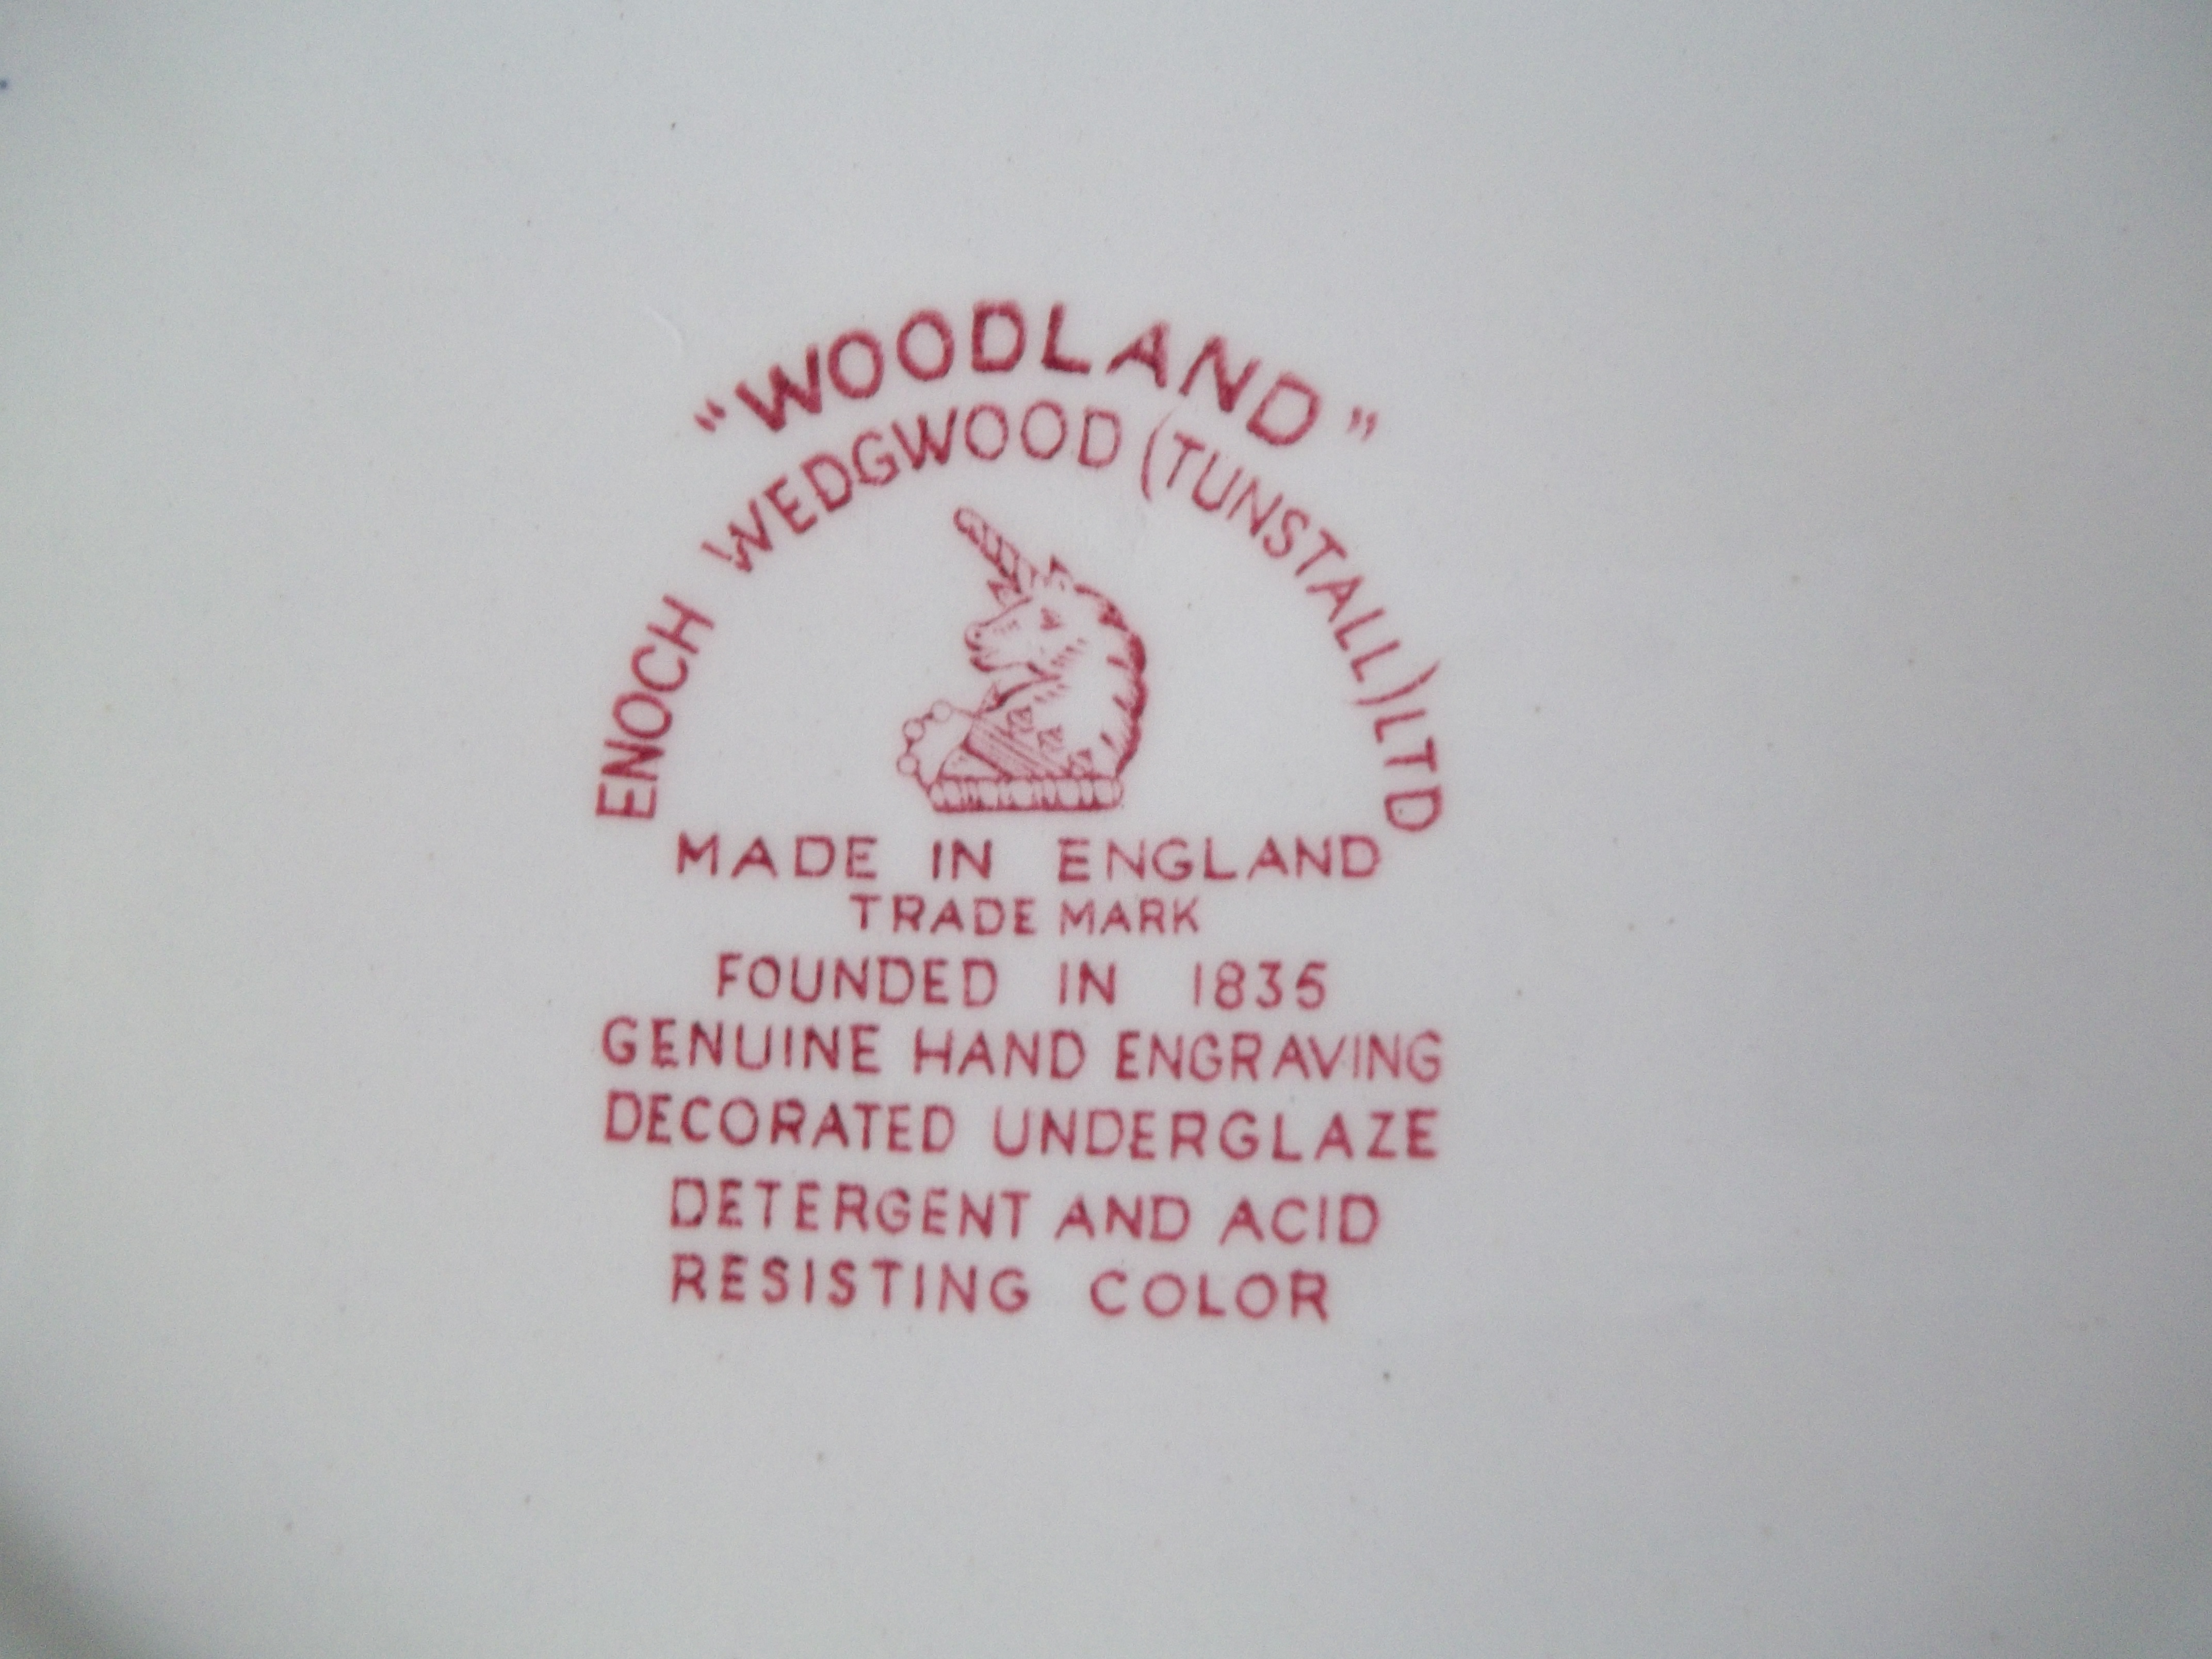 "WOODLAND"
ENOCH WEDGWOOD (TUNSTALL) LTD
MADE IN ENGLAND
TRADE MARK
FOUNDED IN 1835
GENUINE HAND ENGRAVING
DECORATED UNDERGLAZE
DETERGENT AND ACID
RESISTING COLOR